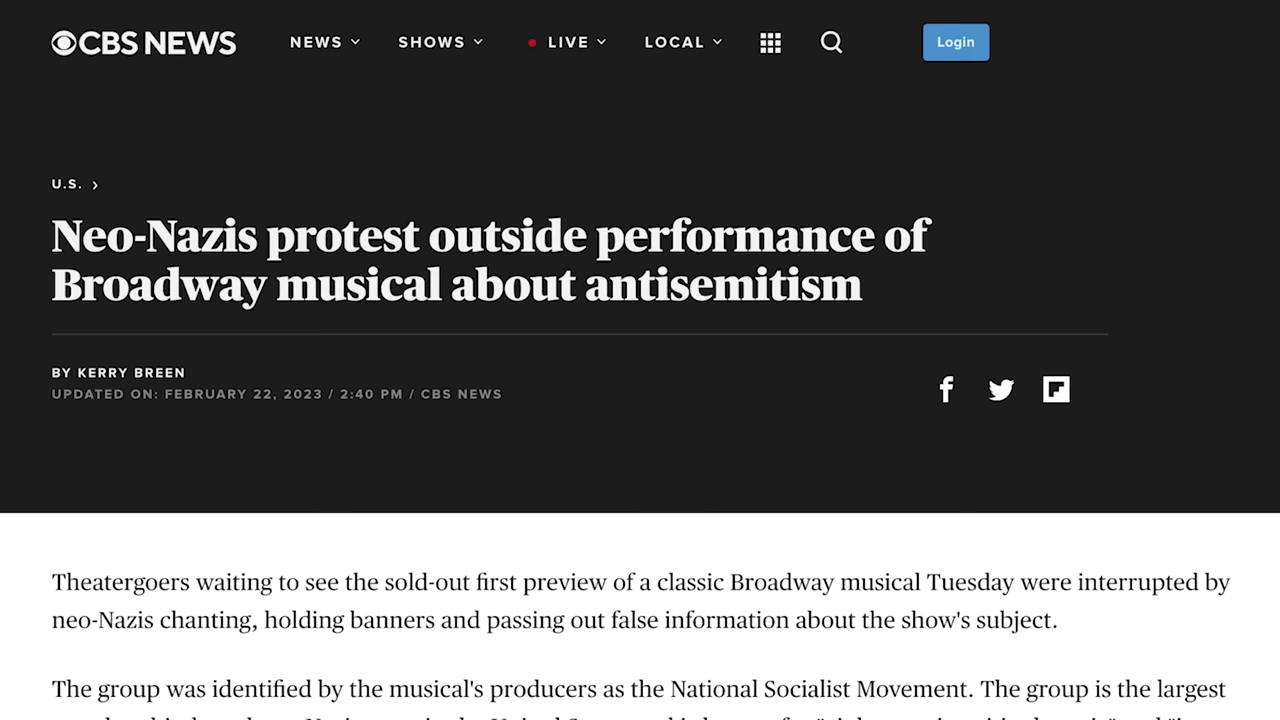 CBS NEWS NEWS SHOWS LIVE LOCAL Login
U.S.
Neo-Nazis protest outside performance of
Broadway musical about antisemitism
BY KERRY BREEN
UPDATED ON: FEBRUARY 22, 2023 / 2:40 PM / CBS NEWS
Theatergoers waiting to see the sold-out first preview of a classic Broadway musical Tuesday were interrupted by
neo-Nazis chanting, holding banners and passing out false information about the show's subject.
The group was identified by the musical's producers as the National Socialist Movement. The group is the largest